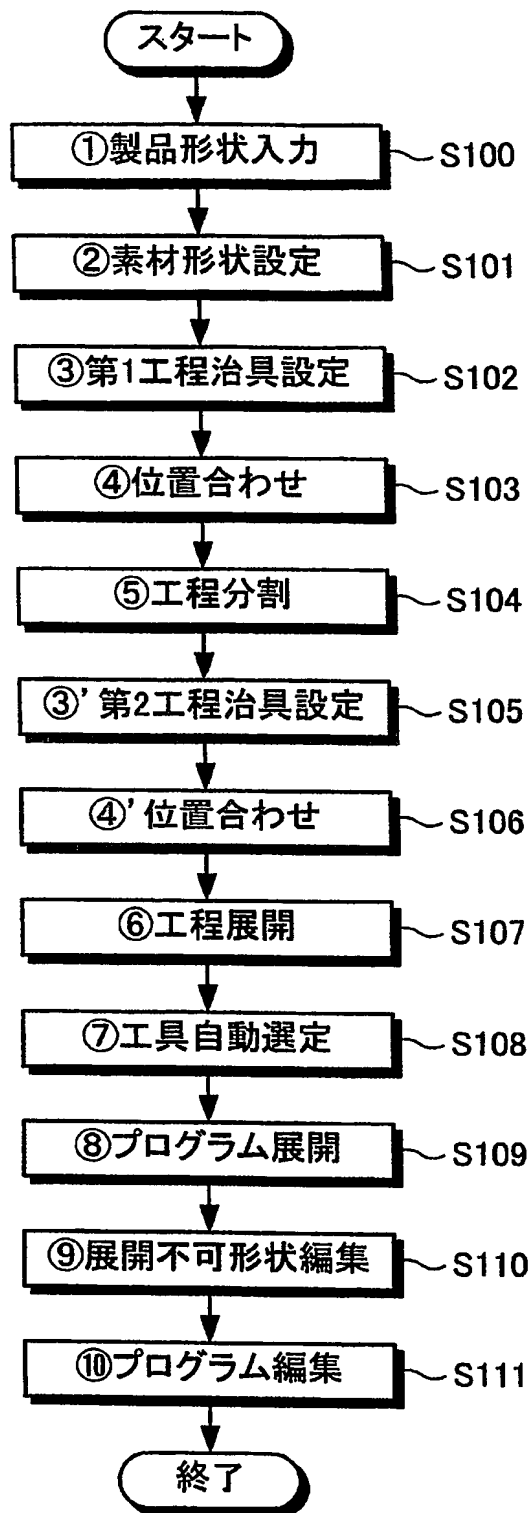 スタート
①製品形状入力 S100
②素材形状設定 S101
③第1工程治具設定 S102
④位置合わせ S103
⑤工程分割 S104
③'第2工程治具設定 S105
④'位置合わせ S106
⑥工程展開 S107
⑦工具自動選定 S108
⑧プログラム展開 S109
⑨展開不可形状編集 S110
⑩プログラム編集 S111
終了